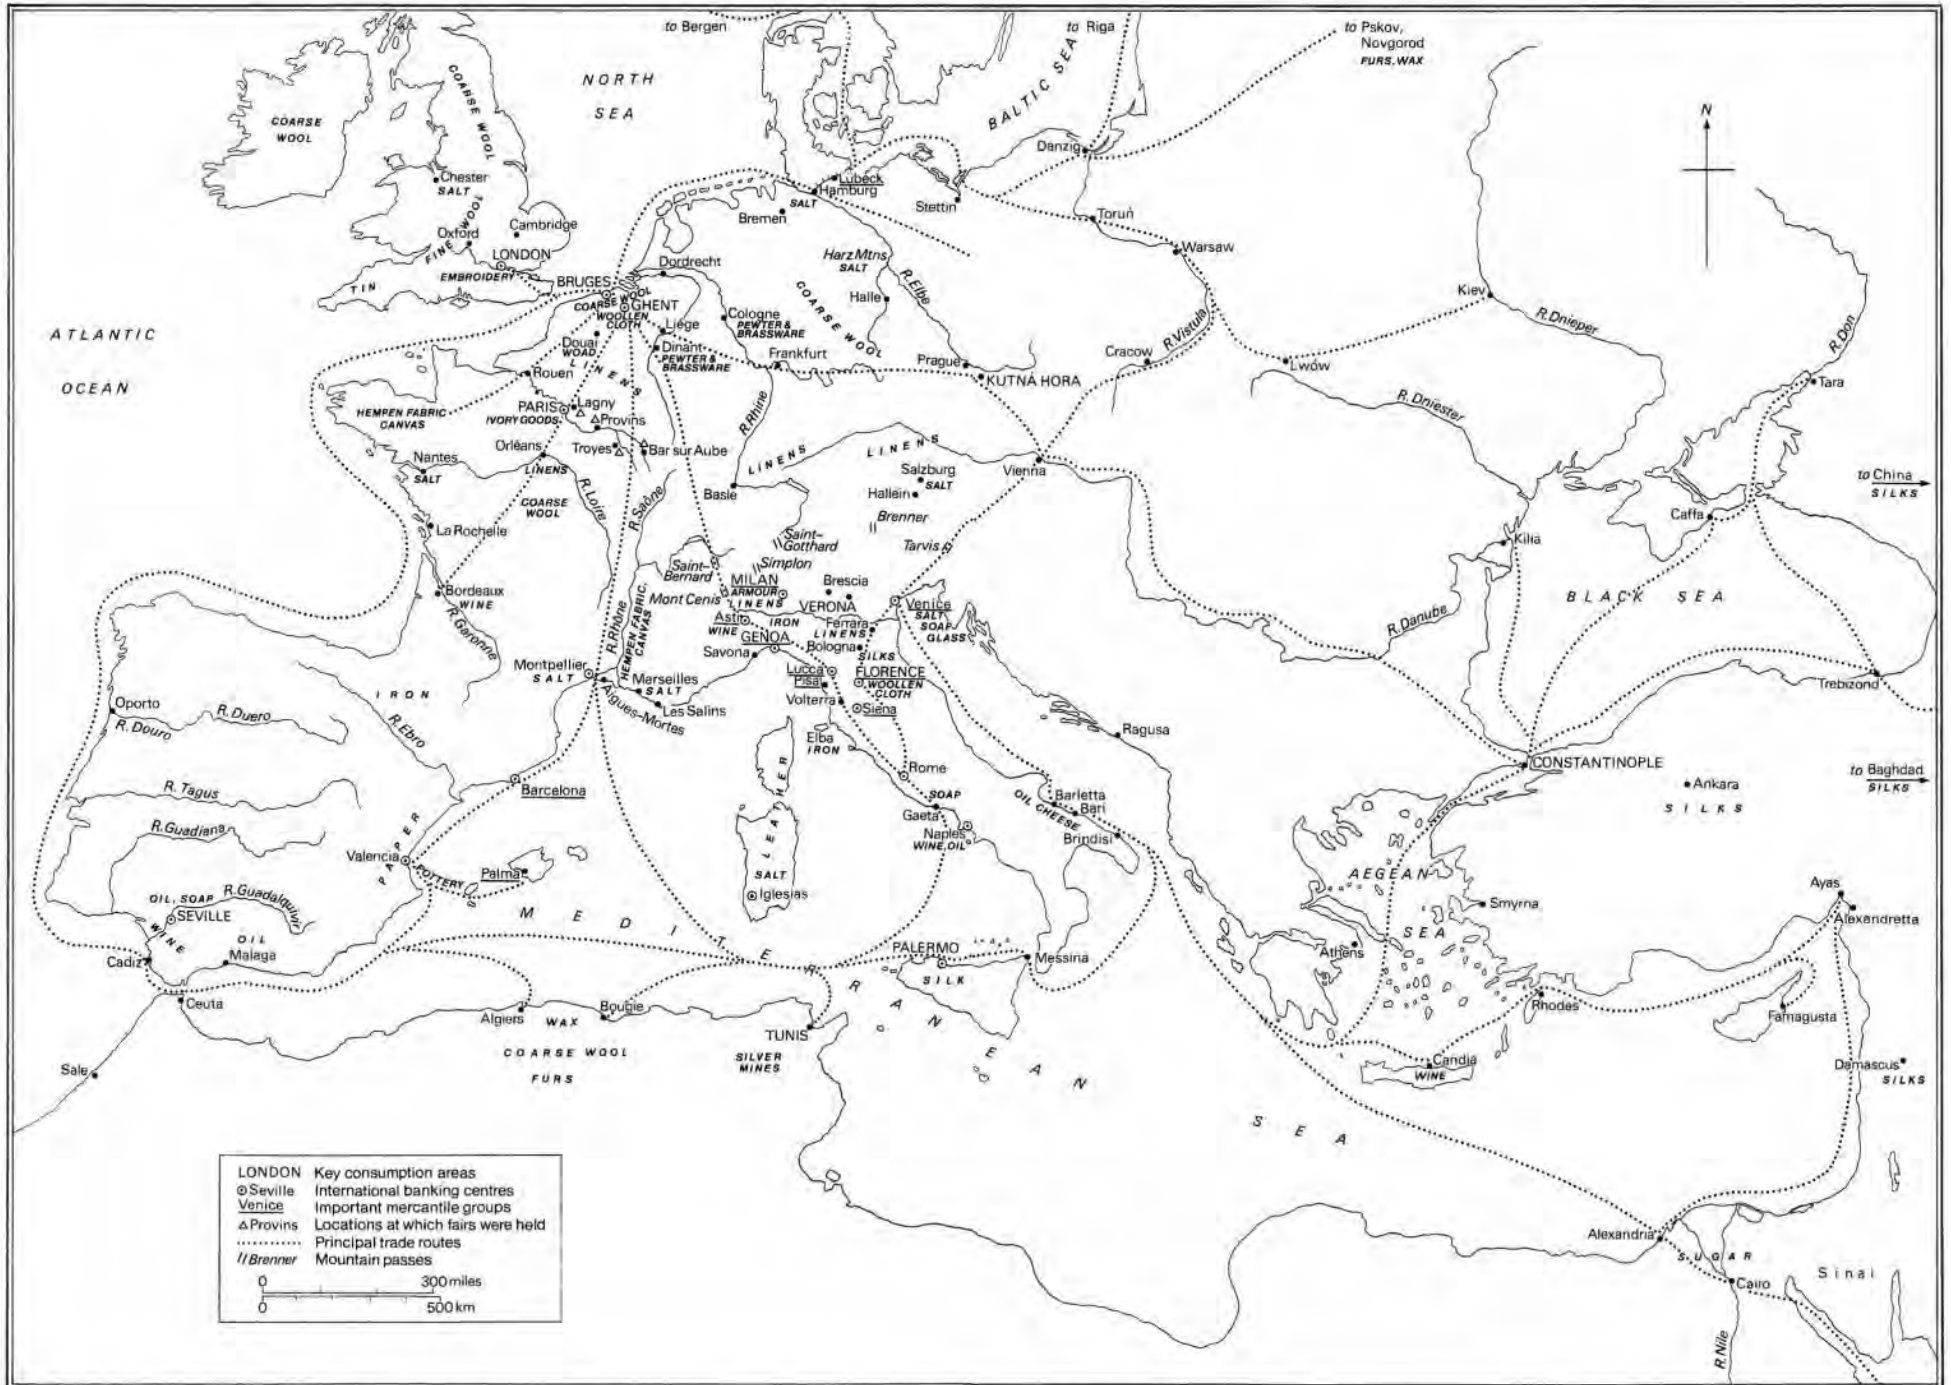 to Bergen
to Riga
to Pskov,
Novgorod
FURS, WAX
NORTH
SEA
BALTIC SEA
COARSE WOOL
COARSE
WOOL
N
Danzig
Chester
SALT
Lübeck
Hamburg
SALT
Bremen
Stettin
Toruń
Cambridge
Oxford
FINE WOOL
LONDON
EMBROIDERY
TIN
Warsaw
Harz Mtns
SALT
Dordrecht
BRUGES
COARSE WOOL
GHENT
WOOLLEN
CLOTH
Halle
R. Elbe
COARSE WOOL
Kiev
R. Dnieper
R. Don
ATLANTIC
OCEAN
Cologne
PEWTER &
BRASSWARE
Liége
Douai
WOAD
Dinant
PEWTER &
BRASSWARE
LINENS
Frankfurt
Prague
KUTNÁ HORA
Cracow
R. Vistula
Lwów
Tara
Rouen
HEMPEN FABRIC
CANVAS
PARIS
IVORY GOODS
Lagny
Provins
R. Rhine
R. Dniester
Orléans
LINENS
Troyes
Bar sur Aube
LINENS
LINENS
Nantes
SALT
Salzburg
SALT
Hallein
Vienna
Basle
to China
SILKS
COARSE
WOOL
R. Loire
R. Saône
La Rochelle
Brenner
Caffa
Saint-
Gotthard
Tarvis
Kilia
Simplon
Saint-
Bernard
MILAN
ARMOUR
LINENS
Brescia
Mont Cenis
VERONA
Venice
SALT
SOAP
GLASS
Bordeaux
WINE
R. Garonne
BLACK SEA
Asti
WINE
IRON
Ferrara
LINENS
R. Danube
R. Rhône
HEMPEN FABRIC,
CANVAS
GENOA
Savona
Bologna
SILKS
Montpellier
SALT
Marseilles
SALT
Lucca
Pisa
FLORENCE
WOOLLEN
CLOTH
Trebizond
Aigues-Mortes
Les Salins
Volterra
Siena
IRON
Oporto
R. Douro
R. Duero
R. Ebro
Elba
IRON
Ragusa
Rome
CONSTANTINOPLE
to Baghdad
SILKS
Ankara
SILKS
R. Tagus
Barcelona
LEATHER
SOAP
Gaeta
Barletta
Bari
OIL CHEESE
R. Guadiana
Naples
WINE, OIL
Brindisi
PAPER
Valencia
POTTERY
Palma
SALT
Iglesias
AEGEAN
SEA
Smyrna
Ayas
Alexandretta
OIL, SOAP
R. Guadalquivir
SEVILLE
WINE
OIL
Malaga
MEDITERRANEAN
SEA
PALERMO
SILK
Messina
Athens
Cadiz
Ceuta
Rhodes
Famagusta
Algiers
WAX
Bougie
TUNIS
SILVER
MINES
COARSE WOOL
FURS
Candia
WINE
Damascus
SILKS
Sale
Alexandria
SUGAR
Cairo
Sinai
R. Nile
LONDON Key consumption areas
Seville International banking centres
Venice Important mercantile groups
Provins Locations at which fairs were held
Principal trade routes
Brenner Mountain passes
0 300 miles
0 500 km